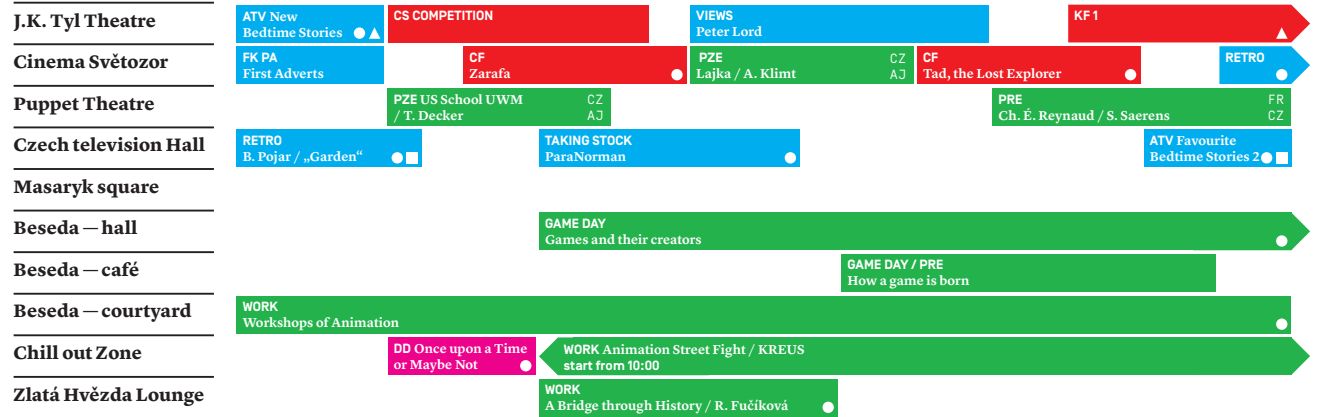 J.K. Tyl Theatre
ATV New
Bedtime Stories
CS COMPETITION
VIEWS
Peter Lord
KF 1
Cinema Světozor
FK PA
First Adverts
CF
Zarafa
PZE CZ
Lajka / A. Klimt AJ
CF
Tad, the Lost Explorer
RETRO
Puppet Theatre
PZE US School UWM CZ
/ T. Decker AJ
PRE FR
Ch. É. Reynaud / S. Saerens CZ
Czech television Hall
RETRO
B. Pojar / „Garden“
TAKING STOCK
ParaNorman
ATV Favourite
Bedtime Stories 2
Masaryk square
Beseda — hall
GAME DAY
Games and their creators
Beseda — café
GAME DAY / PRE
How a game is born
Beseda — courtyard
WORK
Workshops of Animation
Chill out Zone
DD Once upon a Time
or Maybe Not
WORK Animation Street Fight / KREUS
start from 10:00
Zlatá Hvězda Lounge
WORK
A Bridge through History / R. Fučíková